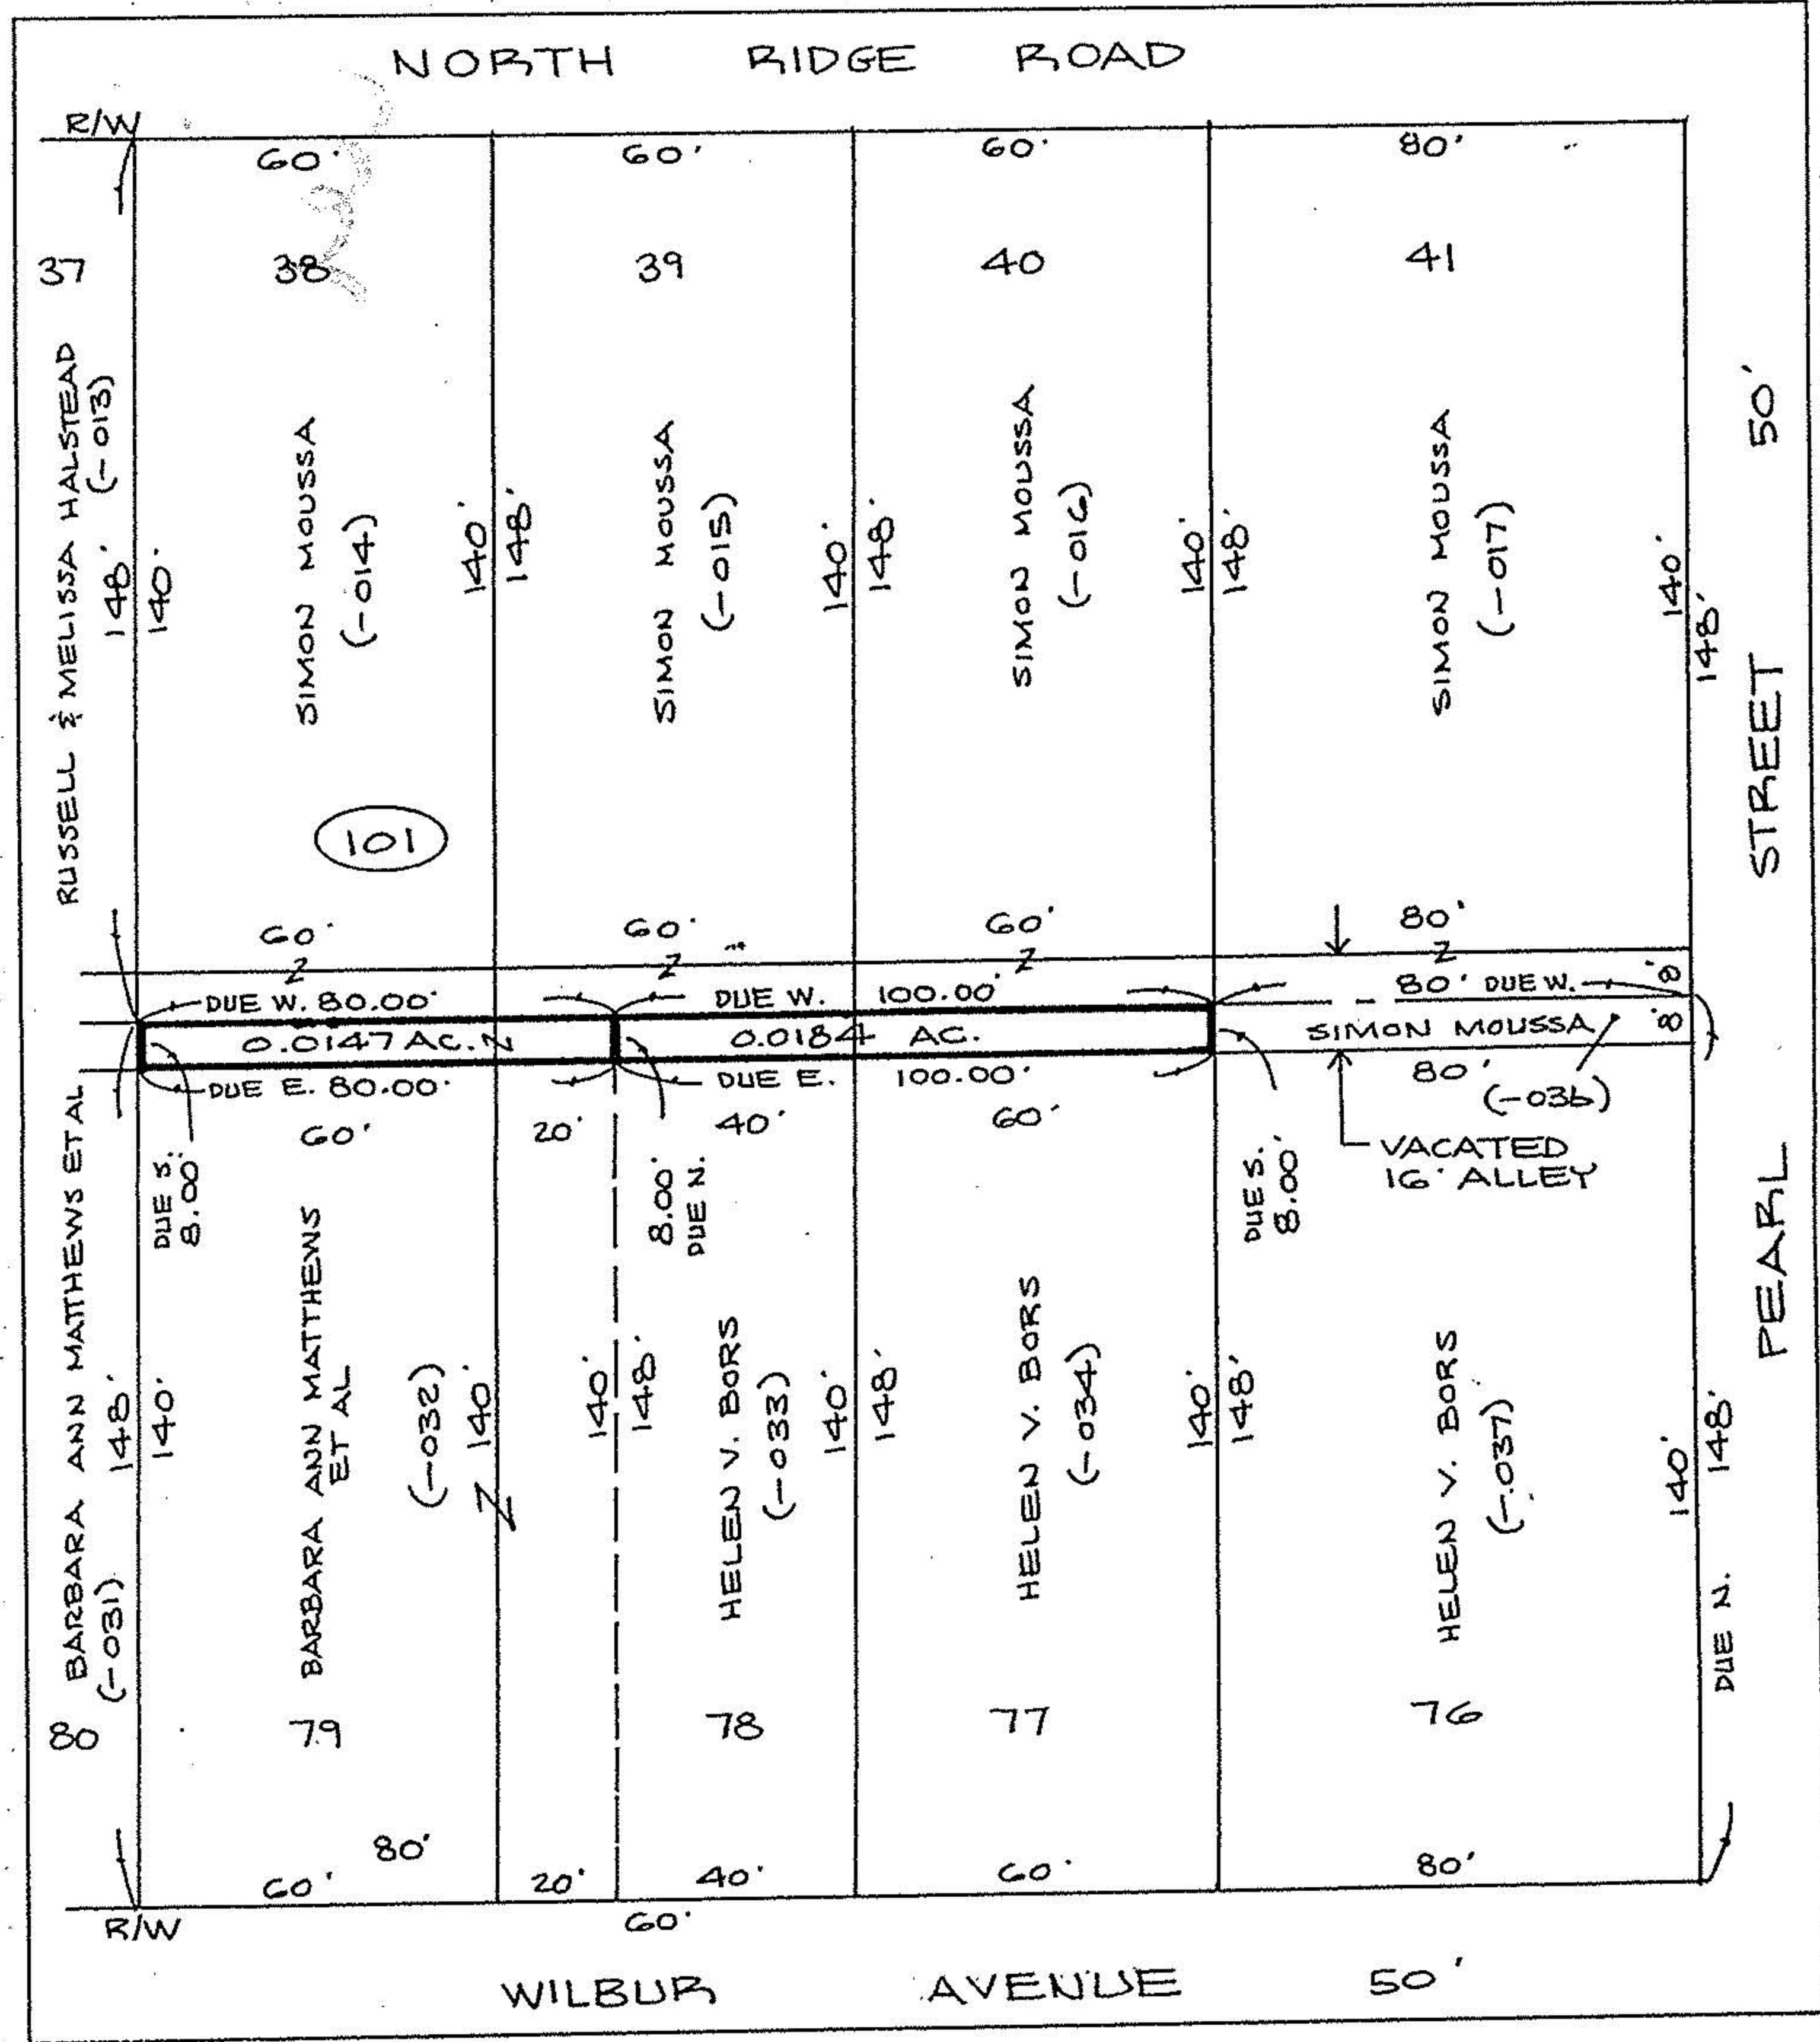 NORTH RIDGE ROAD
R/W
60' 60' 60' 80'
37 38 39 40 41
RUSSELL & MELISSA HALSTEAD
(-013)
148'
140'
SIMON MOUSSA
(-014)
140'
148'
SIMON MOUSSA
(-015)
140'
148'
SIMON MOUSSA
(-016)
140'
148'
SIMON MOUSSA
(-017)
140'
148'
PEARL STREET 50'
101
60' 60' 60' 80'
Z Z Z Z
DUE W. 80.00' DUE W. 100.00' 80' DUE W. 8'
0.0147 AC. N 0.0184 AC. SIMON MOUSSA 8'
DUE E. 80.00' DUE E. 100.00' 80'
(-036)
60' 20' 40' 60'
VACATED
16' ALLEY
DUE S.
8.00'
8.00'
DUE N.
DUE S.
8.00'
BARBARA ANN MATTHEWS ET AL
(-031)
148'
140'
BARBARA ANN MATTHEWS
ET AL
(-032)
140'
Z
140'
148'
HELEN V. BORS
(-033)
140'
148'
HELEN V. BORS
(-034)
140'
148'
HELEN V. BORS
(-037)
140'
DUE N. 148'
80 79 78 77 76
80'
60' 20' 40' 60' 80'
R/W 60'
WILBUR AVENUE 50'